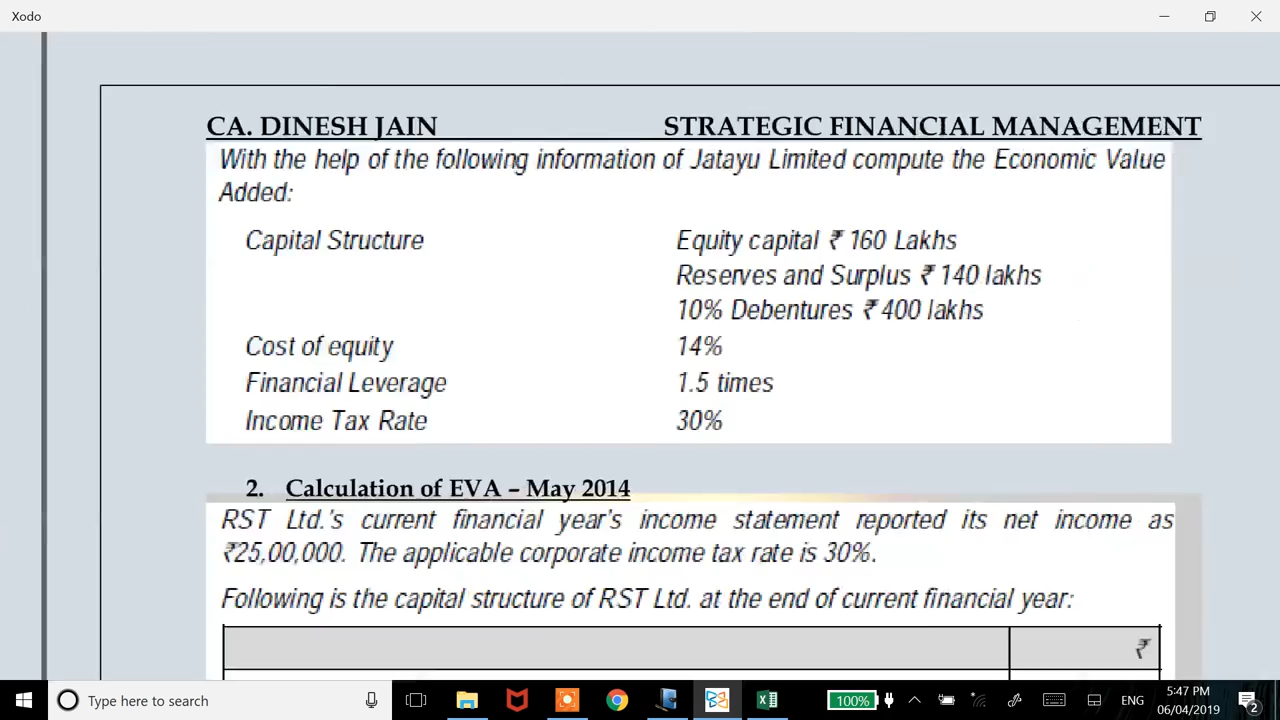 Xodo
CA. DINESH JAIN STRATEGIC FINANCIAL MANAGEMENT
With the help of the following information of Jatayu Limited compute the Economic Value
Added:
Capital Structure Equity capital ₹ 160 Lakhs
Reserves and Surplus ₹ 140 lakhs
10% Debentures ₹ 400 lakhs
Cost of equity 14%
Financial Leverage 1.5 times
Income Tax Rate 30%
2. Calculation of EVA – May 2014
RST Ltd.'s current financial year's income statement reported its net income as
₹25,00,000. The applicable corporate income tax rate is 30%.
Following is the capital structure of RST Ltd. at the end of current financial year:
₹
Type here to search
100%
ENG
5:47 PM
06/04/2019
2